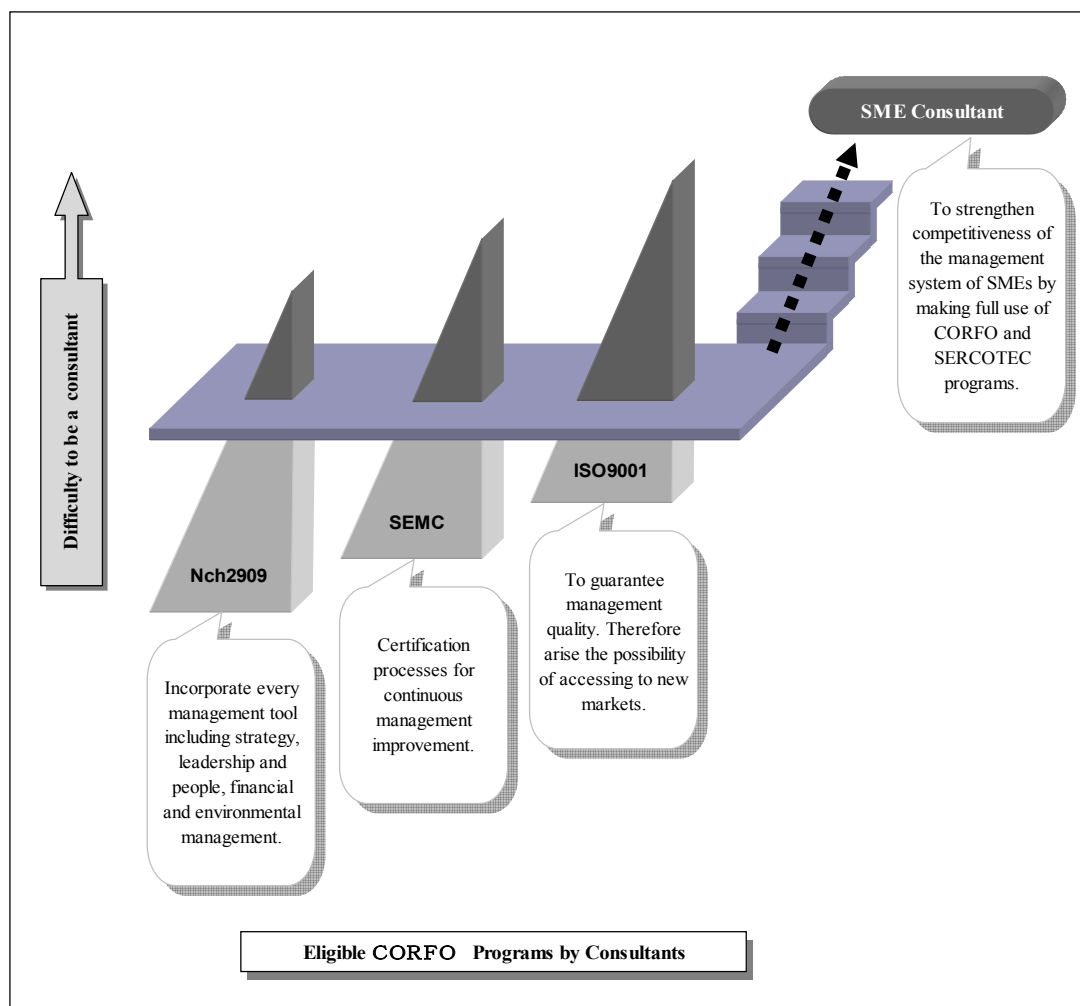 SME Consultant
To strengthen
competitiveness of
the management
system of SMEs by
making full use of
CORFO and
SERCOTEC
programs.
Difficulty to be a consultant
ISO9001
SEMC
Nch2909
To guarantee
management
quality. Therefore
arise the possibility
of accessing to new
markets.
Certification
processes for
continuous
management
improvement.
Incorporate every
management tool
including strategy,
leadership and
people, financial
and environmental
management.
Eligible CORFO Programs by Consultants